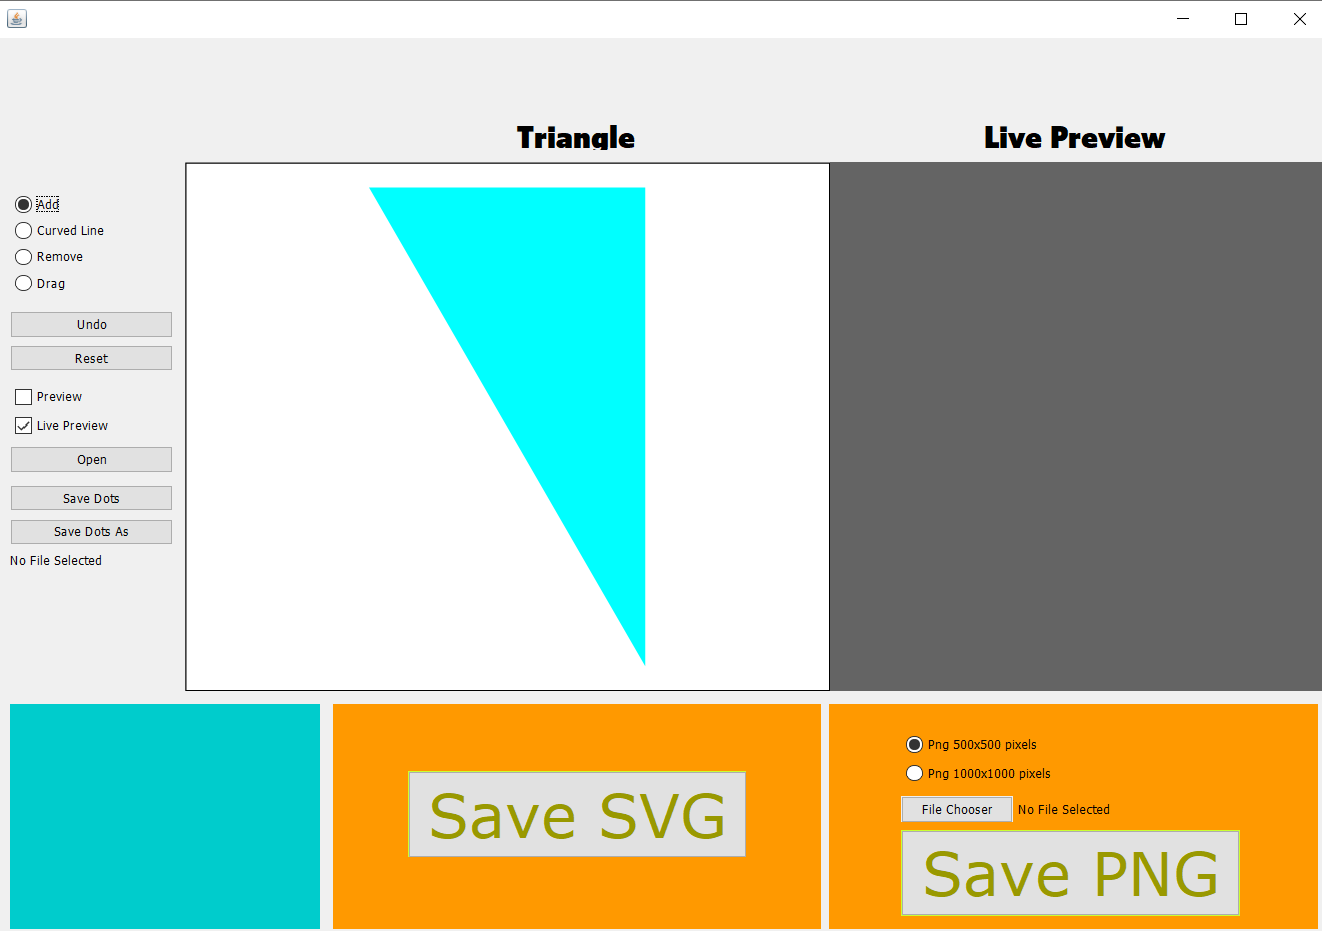 Triangle
Live Preview
Add
Curved Line
Remove
Drag
Undo
Reset
Preview
Live Preview
Open
Save Dots
Save Dots As
No File Selected
Save SVG
Png 500x500 pixels
Png 1000x1000 pixels
File Chooser No File Selected
Save PNG